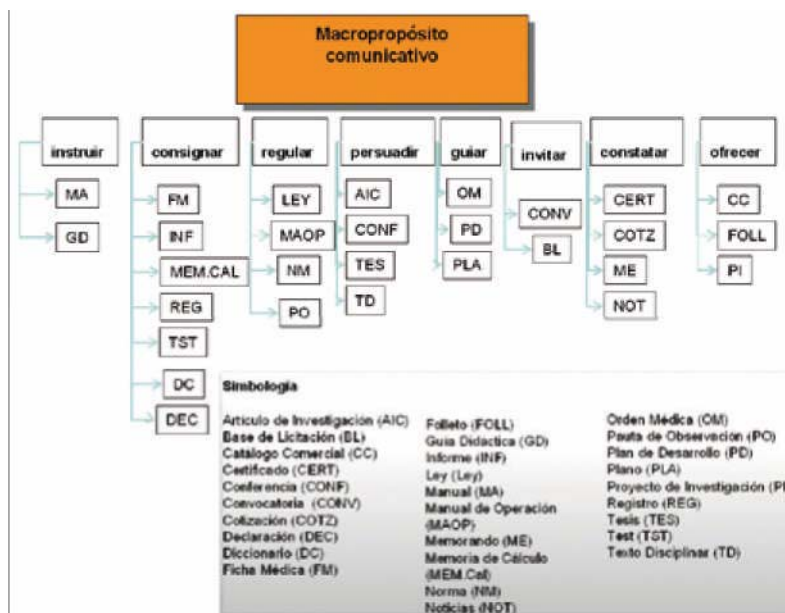 Macropropósito
comunicativo
instruir
consignar
regular
persuadir
guiar
invitar
constatar
ofrecer
MA
GD
FM
INF
MEM.CAL
REG
TST
DC
DEC
LEY
MAOP
NM
PO
AIC
CONF
TES
TD
OM
PD
PLA
CONV
BL
CERT
COTZ
ME
NOT
CC
FOLL
PI
Simbología
Artículo de Investigación (AIC)
Base de Licitación (BL)
Catálogo Comercial (CC)
Certificado (CERT)
Conferencia (CONF)
Convocatoria (CONV)
Cotización (COTZ)
Declaración (DEC)
Diccionario (DC)
Ficha Médica (FM)
Folleto (FOLL)
Guía Didactica (GD)
Informe (INF)
Ley (Ley)
Manual (MA)
Manual de Operación
(MAOP)
Memorando (ME)
Memoria de Cálculo
(MEM.Cal)
Norma (NM)
Noticias (NOT)
Orden Médica (OM)
Pauta de Observación (PO)
Plan de Desarrollo (PD)
Plano (PLA)
Proyecto de Investigación (PI
Registro (REG)
Tesis (TES)
Test (TST)
Texto Disciplinar (TD)